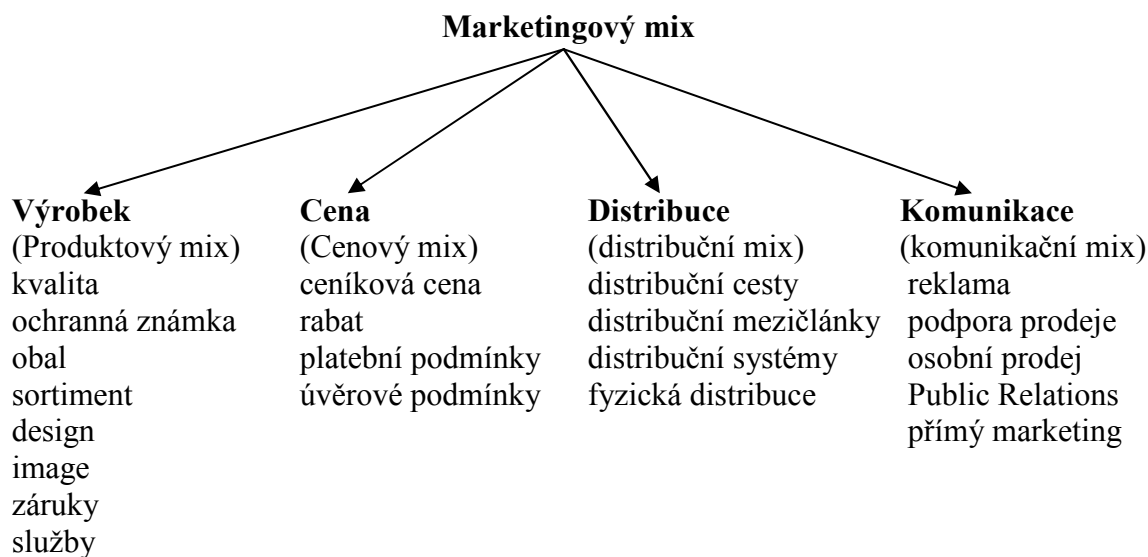 Marketingový mix
Výrobek
(Produktový mix)
kvalita
ochranná známka
obal
sortiment
design
image
záruky
služby
Cena
(Cenový mix)
ceníková cena
rabat
platební podmínky
úvěrové podmínky
Distribuce
(distribuční mix)
distribuční cesty
distribuční mezičlánky
distribuční systémy
fyzická distribuce
Komunikace
(komunikační mix)
reklama
podpora prodeje
osobní prodej
Public Relations
přímý marketing